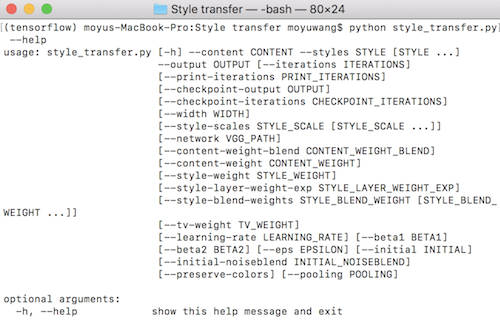 Style transfer — -bash — 80×24
[(tensorflow) moyus-MacBook-Pro:Style transfer moyuwang$ python style_transfer.py]
 --help
usage: style_transfer.py [-h] --content CONTENT --styles STYLE [STYLE ...]
                         --output OUTPUT [--iterations ITERATIONS]
                         [--print-iterations PRINT_ITERATIONS]
                         [--checkpoint-output OUTPUT]
                         [--checkpoint-iterations CHECKPOINT_ITERATIONS]
                         [--width WIDTH]
                         [--style-scales STYLE_SCALE [STYLE_SCALE ...]]
                         [--network VGG_PATH]
                         [--content-weight-blend CONTENT_WEIGHT_BLEND]
                         [--content-weight CONTENT_WEIGHT]
                         [--style-weight STYLE_WEIGHT]
                         [--style-layer-weight-exp STYLE_LAYER_WEIGHT_EXP]
                         [--style-blend-weights STYLE_BLEND_WEIGHT [STYLE_BLEND_
WEIGHT ...]]
                         [--tv-weight TV_WEIGHT]
                         [--learning-rate LEARNING_RATE] [--beta1 BETA1]
                         [--beta2 BETA2] [--eps EPSILON] [--initial INITIAL]
                         [--initial-noiseblend INITIAL_NOISEBLEND]
                         [--preserve-colors] [--pooling POOLING]
optional arguments:
  -h, --help            show this help message and exit